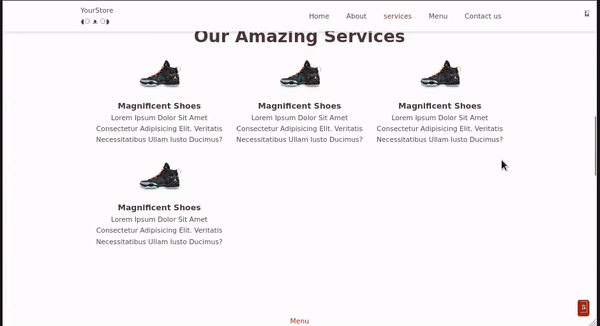 YourStore
Home About services Menu Contact us
Our Amazing Services
Magnificent Shoes Magnificent Shoes Magnificent Shoes
Lorem Ipsum Dolor Sit Amet Lorem Ipsum Dolor Sit Amet Lorem Ipsum Dolor Sit Amet
Consectetur Adipisicing Elit. Veritatis Consectetur Adipisicing Elit. Veritatis Consectetur Adipisicing Elit. Veritatis
Necessitatibus Ullam Iusto Ducimus? Necessitatibus Ullam Iusto Ducimus? Necessitatibus Ullam Iusto Ducimus?
Magnificent Shoes
Lorem Ipsum Dolor Sit Amet
Consectetur Adipisicing Elit. Veritatis
Necessitatibus Ullam Iusto Ducimus?
Menu